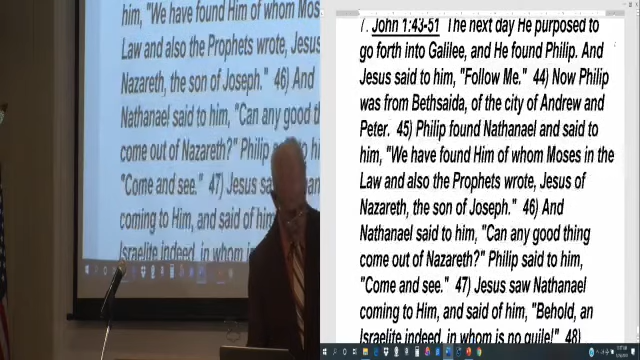 him, "We have found Him of whom Mos
Law and also the Prophets wrote, Jesus
Nazareth, the son of Joseph." 46) And
Nathanael said to him, "Can any good th
come out of Nazareth?" Philip
"Come and see." 47) Jesus sa
coming to Him, and said of him
Israelite indeed, in whom is n
7. John 1:43-51 The next day He purposed to
go forth into Galilee, and He found Philip. And
Jesus said to him, "Follow Me." 44) Now Philip
was from Bethsaida, of the city of Andrew and
Peter. 45) Philip found Nathanael and said to
him, "We have found Him of whom Moses in the
Law and also the Prophets wrote, Jesus of
Nazareth, the son of Joseph." 46) And
Nathanael said to him, "Can any good thing
come out of Nazareth?" Philip said to him,
"Come and see." 47) Jesus saw Nathanael
coming to Him, and said of him, "Behold, an
Israelite indeed, in whom is no guile!" 48)